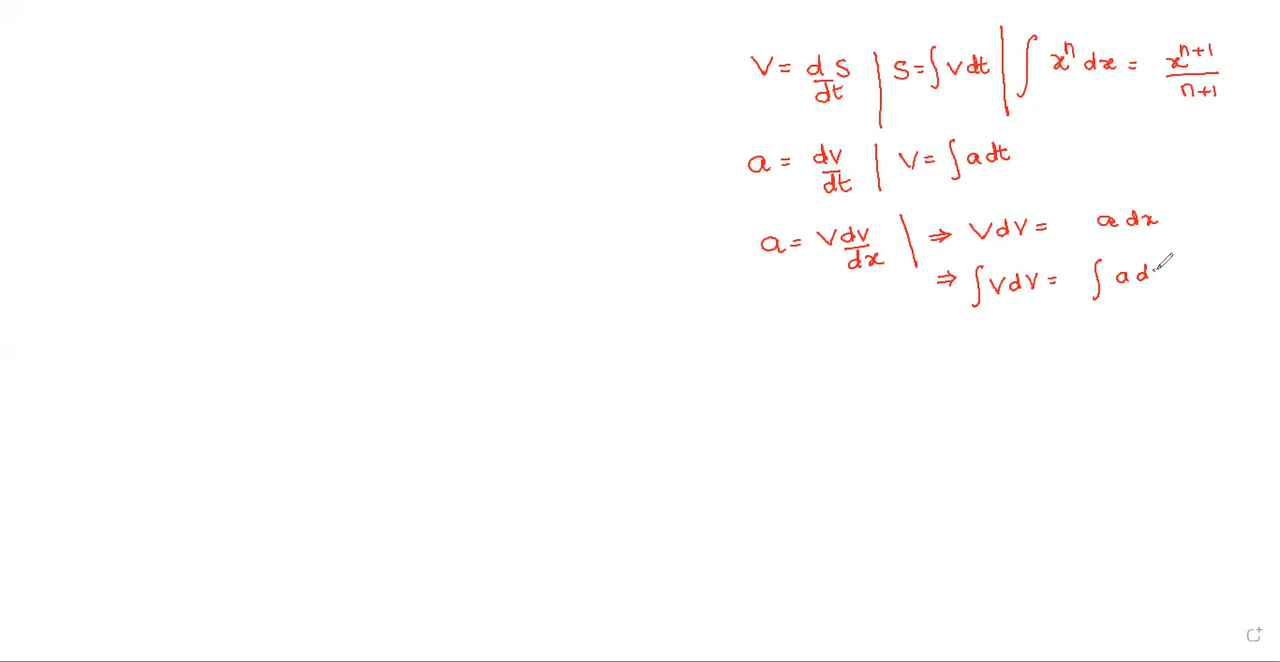 V = dS/dt | S = ∫ V dt | ∫ xⁿ dx = xⁿ⁺¹/n+1
a = dv/dt | V = ∫ a dt
a = V dv/dx | ⇒ V dV = a dx
⇒ ∫ V dV = ∫ a d